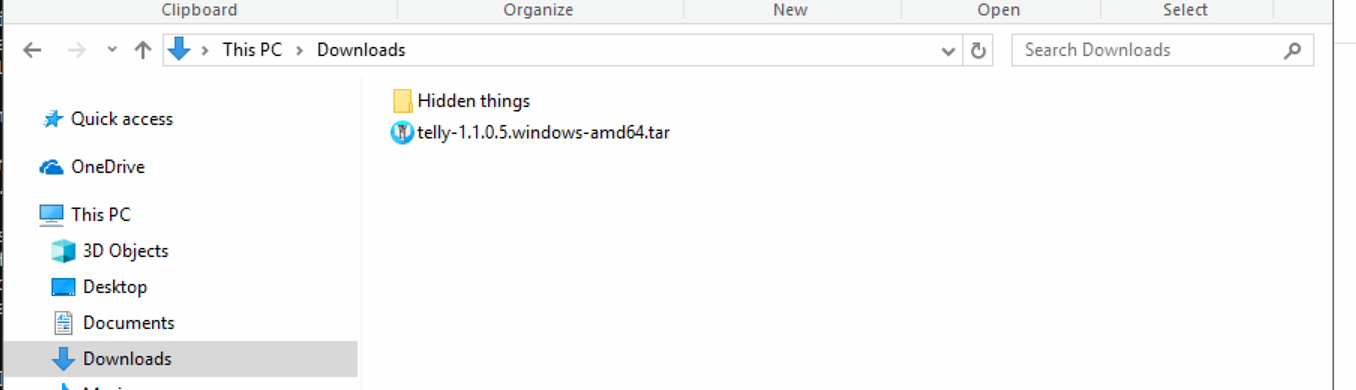 Clipboard Organize New Open Select
This PC Downloads Search Downloads
Hidden things
Quick access
telly-1.1.0.5.windows-amd64.tar
OneDrive
This PC
3D Objects
Desktop
Documents
Downloads